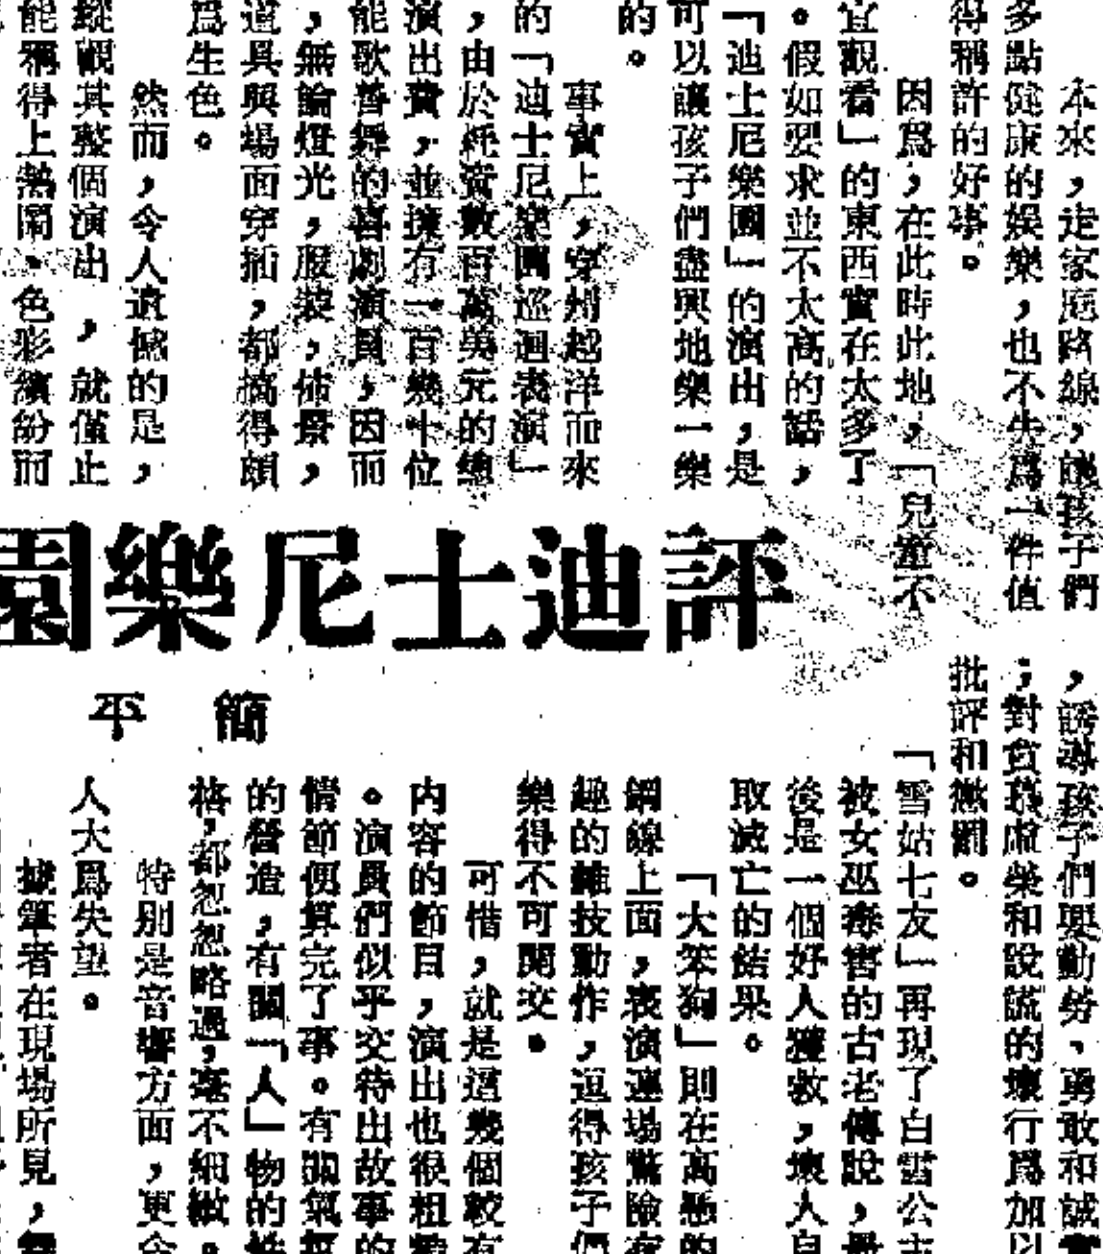 本來，走家庭路線，讓孩子們
多點健康的娛樂，也不失爲一件值
得稱許的好事。
因爲，在此時此地，「兒童不
宜觀看」的東西實在太多了
。假如要求並不太高的話，
「迪士尼樂園」的演出，是
可以讓孩子們盡興地樂一樂
的。
事實上，穿州越洋而來
的「迪士尼樂園巡迴表演」
，由於經資數百萬美元的總
演出費，並擁有一百幾十位
能歌善舞的喜劇演員，因而
，無論燈光，服裝，佈景，
道具與場面穿插，都搞得頗
爲生色。
然而，令人遺憾的是，
縱觀其整個演出，就僅止
能稱得上熱鬧、色彩繽紛而
評迪士尼樂園
簡平
，誘導孩子們要勤勞、勇敢和誠實
；對貪慕虛榮和說謊的壞行爲加以
批評和懲罰。
「雪姑七友」再現了白雲公主
被女巫毒害的古老傳說，最
後是一個好人獲救，壞人自
取滅亡的結果。
「大笨狗」則在高懸的
鋼線上面，表演連場驚險有
趣的雜技動作，逗得孩子們
樂得不可開交。
可惜，就是這幾個較有
內容的節目，演出也很粗糙
。演員們似乎交待出故事的
情節便算完了事。有關氣氛
的營造，有關「人」物的性
格，都忽忽略過，毫不細緻。
特別是音響方面，更令
人大爲失望。
據筆者在現場所見，